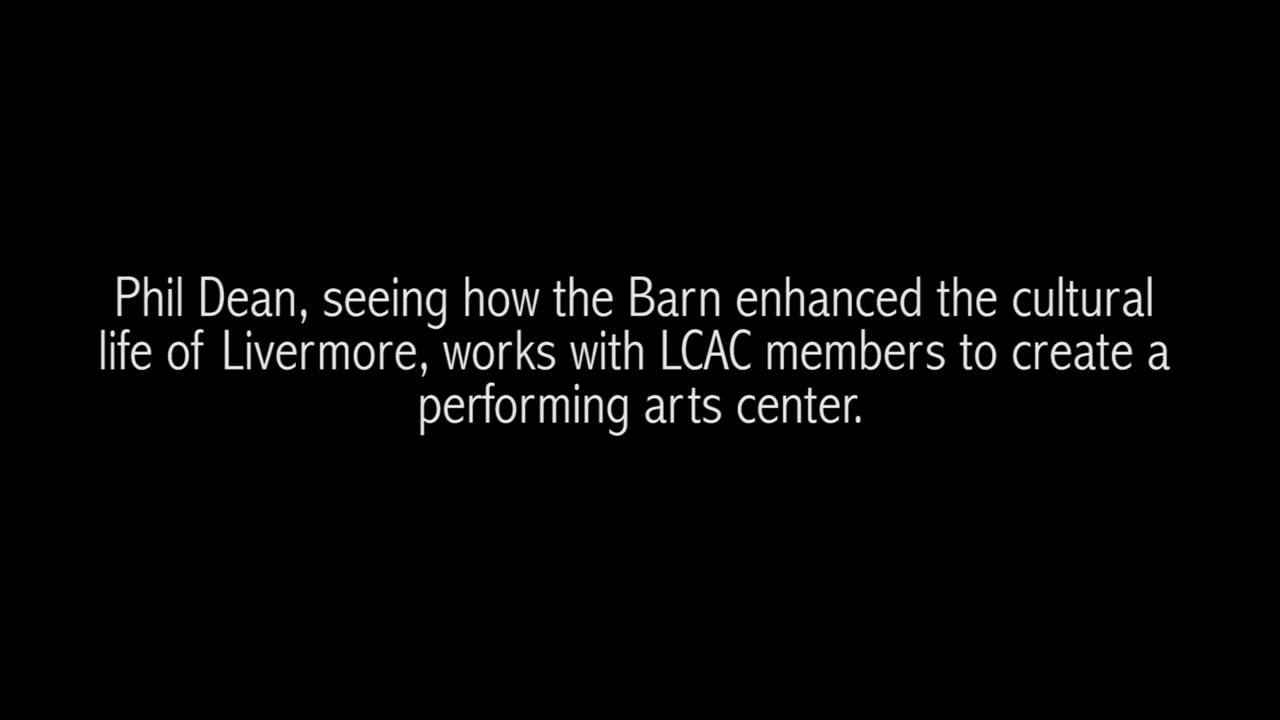 Phil Dean, seeing how the Barn enhanced the cultural
life of Livermore, works with LCAC members to create a
performing arts center.